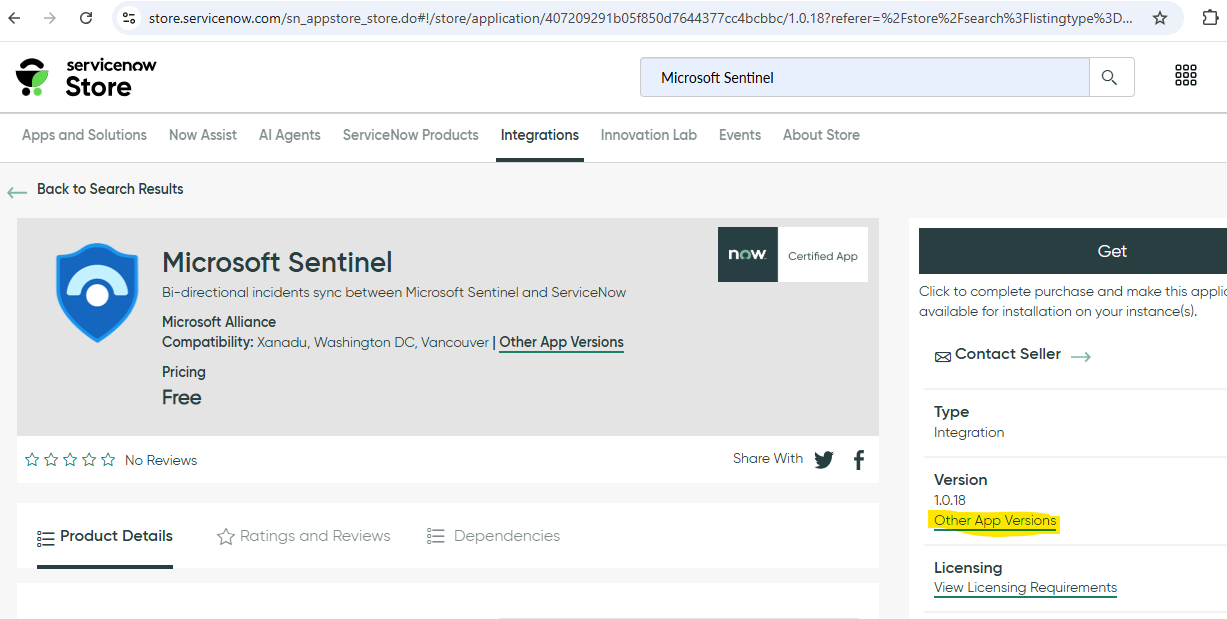 store.servicenow.com/sn_appstore_store.do#!/store/application/407209291b05f850d7644377cc4bcbbc/1.0.18?referer=%2Fstore%2Fsearch%3Flistingtype%3D...
servicenow
Store
Microsoft Sentinel
Apps and Solutions Now Assist AI Agents ServiceNow Products Integrations Innovation Lab Events About Store
Back to Search Results
Microsoft Sentinel
Bi-directional incidents sync between Microsoft Sentinel and ServiceNow
Microsoft Alliance
Compatibility: Xanadu, Washington DC, Vancouver | Other App Versions
Pricing
Free
now.
Certified App
No Reviews
Share With
Product Details Ratings and Reviews Dependencies
Get
Click to complete purchase and make this applic
available for installation on your instance(s).
Contact Seller
Type
Integration
Version
1.0.18
Other App Versions
Licensing
View Licensing Requirements